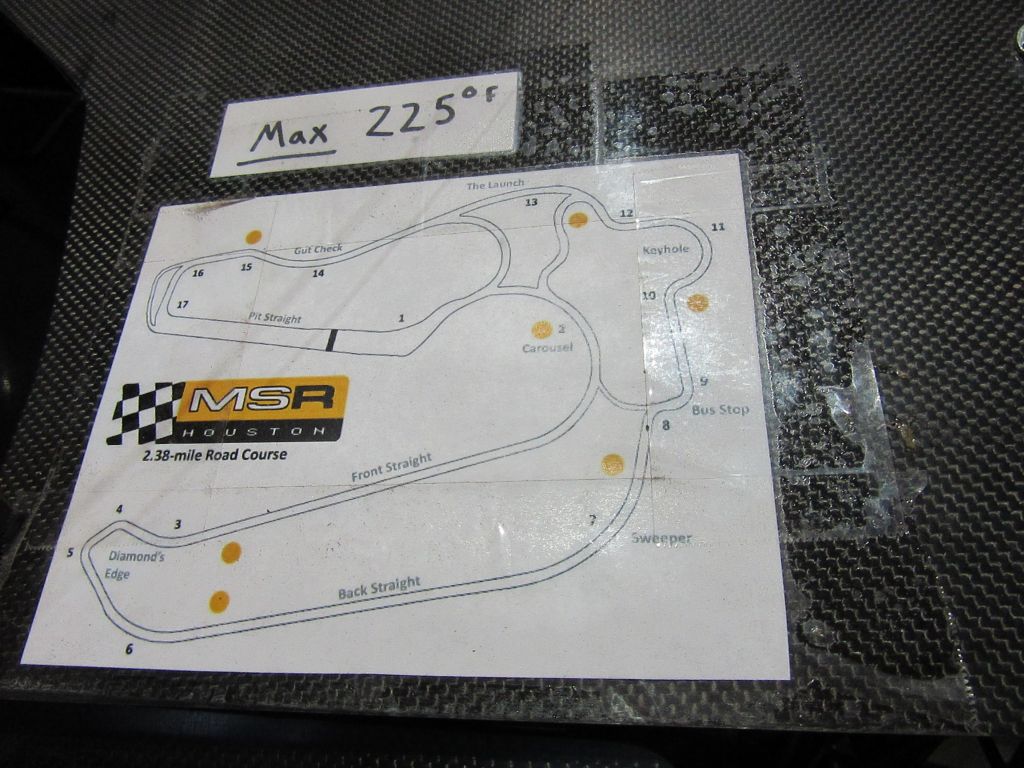 Max 225°F
The Launch
13
12
11
Gut Check
Keyhole
16
15
14
10
17
Pit Straight
1
2
Carousel
9
Bus Stop
8
MSR
HOUSTON
2.38-mile Road Course
Front Straight
4
3
7
5
Diamond's
Edge
Sweeper
Back Straight
6